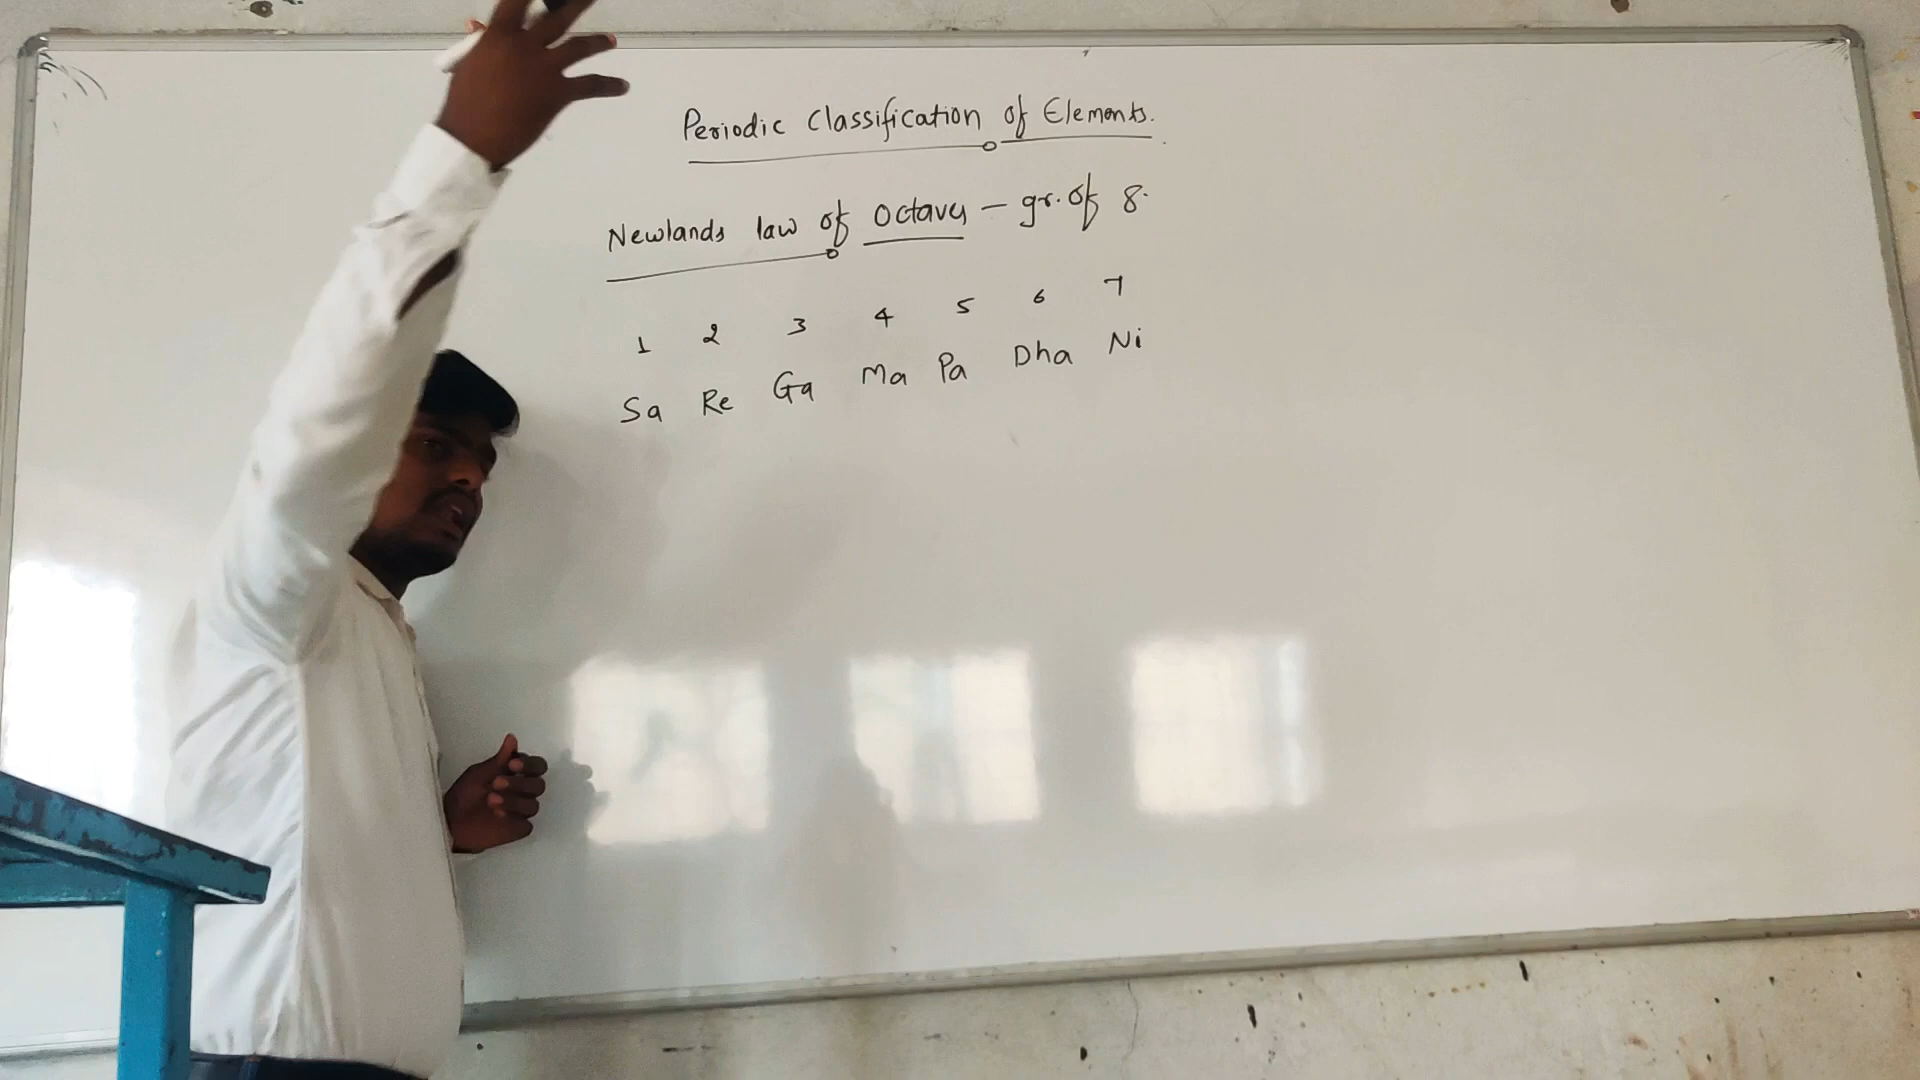 Periodic Classification of Elements.
Newlands law of Octaves – gr. of 8.
1 2 3 4 5 6 7
Sa Re Ga Ma Pa Dha Ni